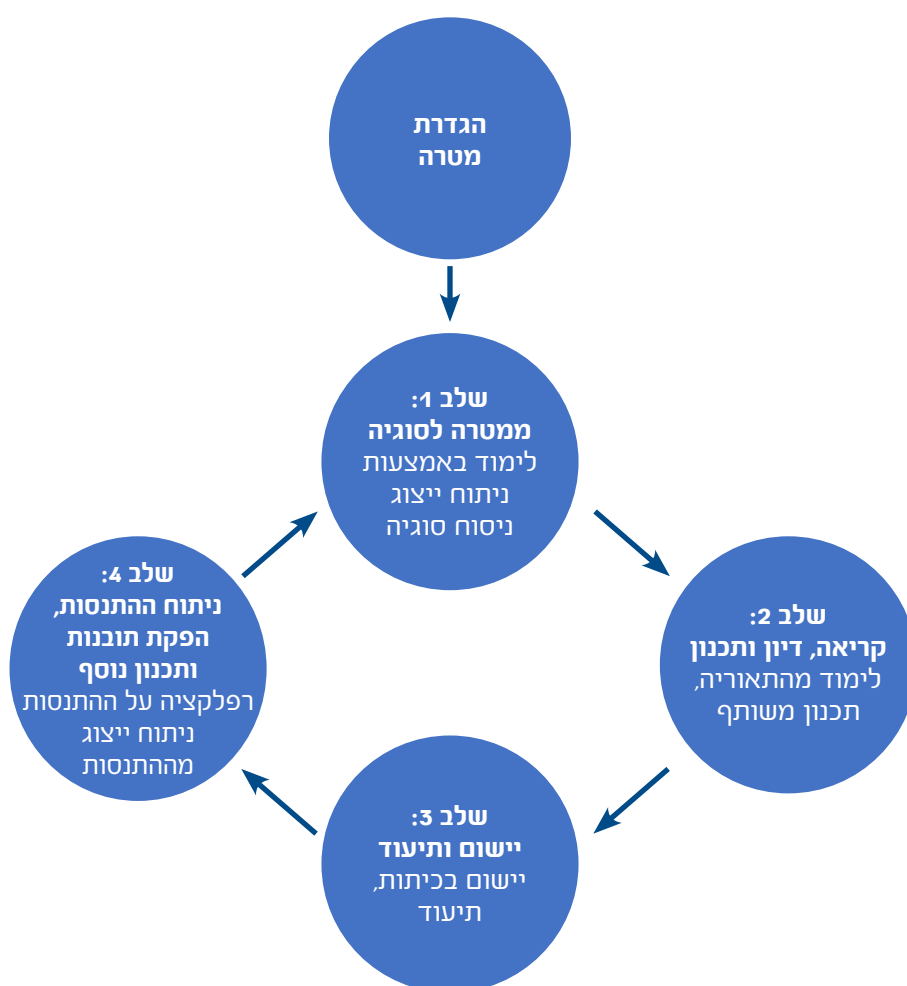 הגדרת
מטרה
שלב 1:
ממטרה לסוגיה
לימוד באמצעות
ניתוח ייצוג
ניסוח סוגיה
שלב 2:
קריאה, דיון ותכנון
לימוד מהתאוריה,
תכנון משותף
שלב 3:
יישום ותיעוד
יישום בכיתות,
תיעוד
שלב 4:
ניתוח ההתנסות,
הפקת תובנות
ותכנון נוסף
רפלקציה על ההתנסות
ניתוח ייצוג
מההתנסות